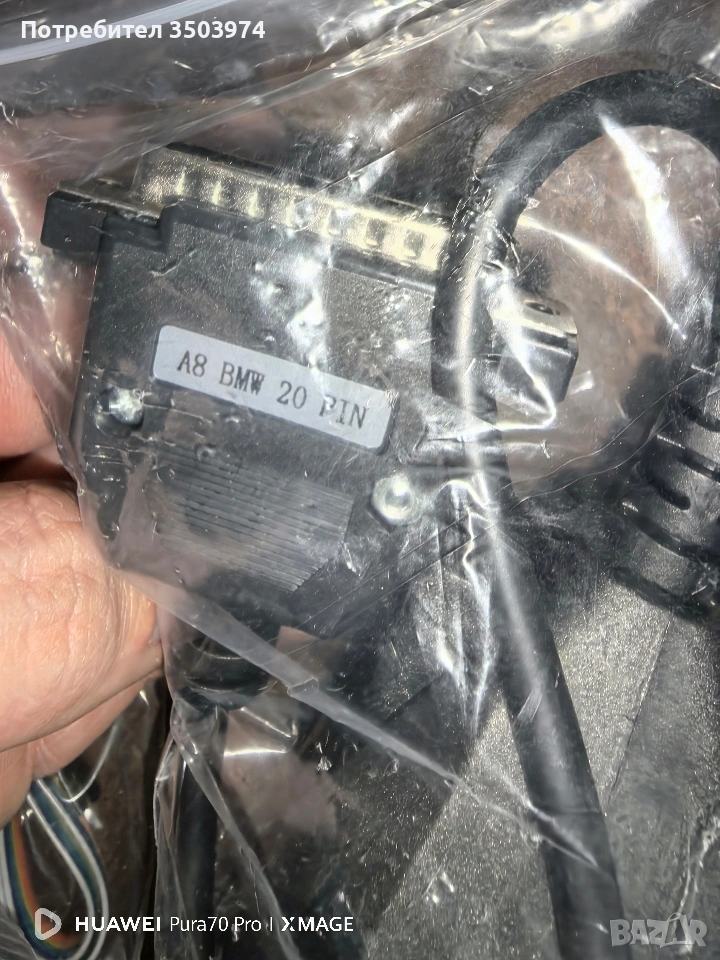 Потребител 3503974
A8 BMW 20 PIN
HUAWEI Pura70 Pro | XMAGE
BAZAR